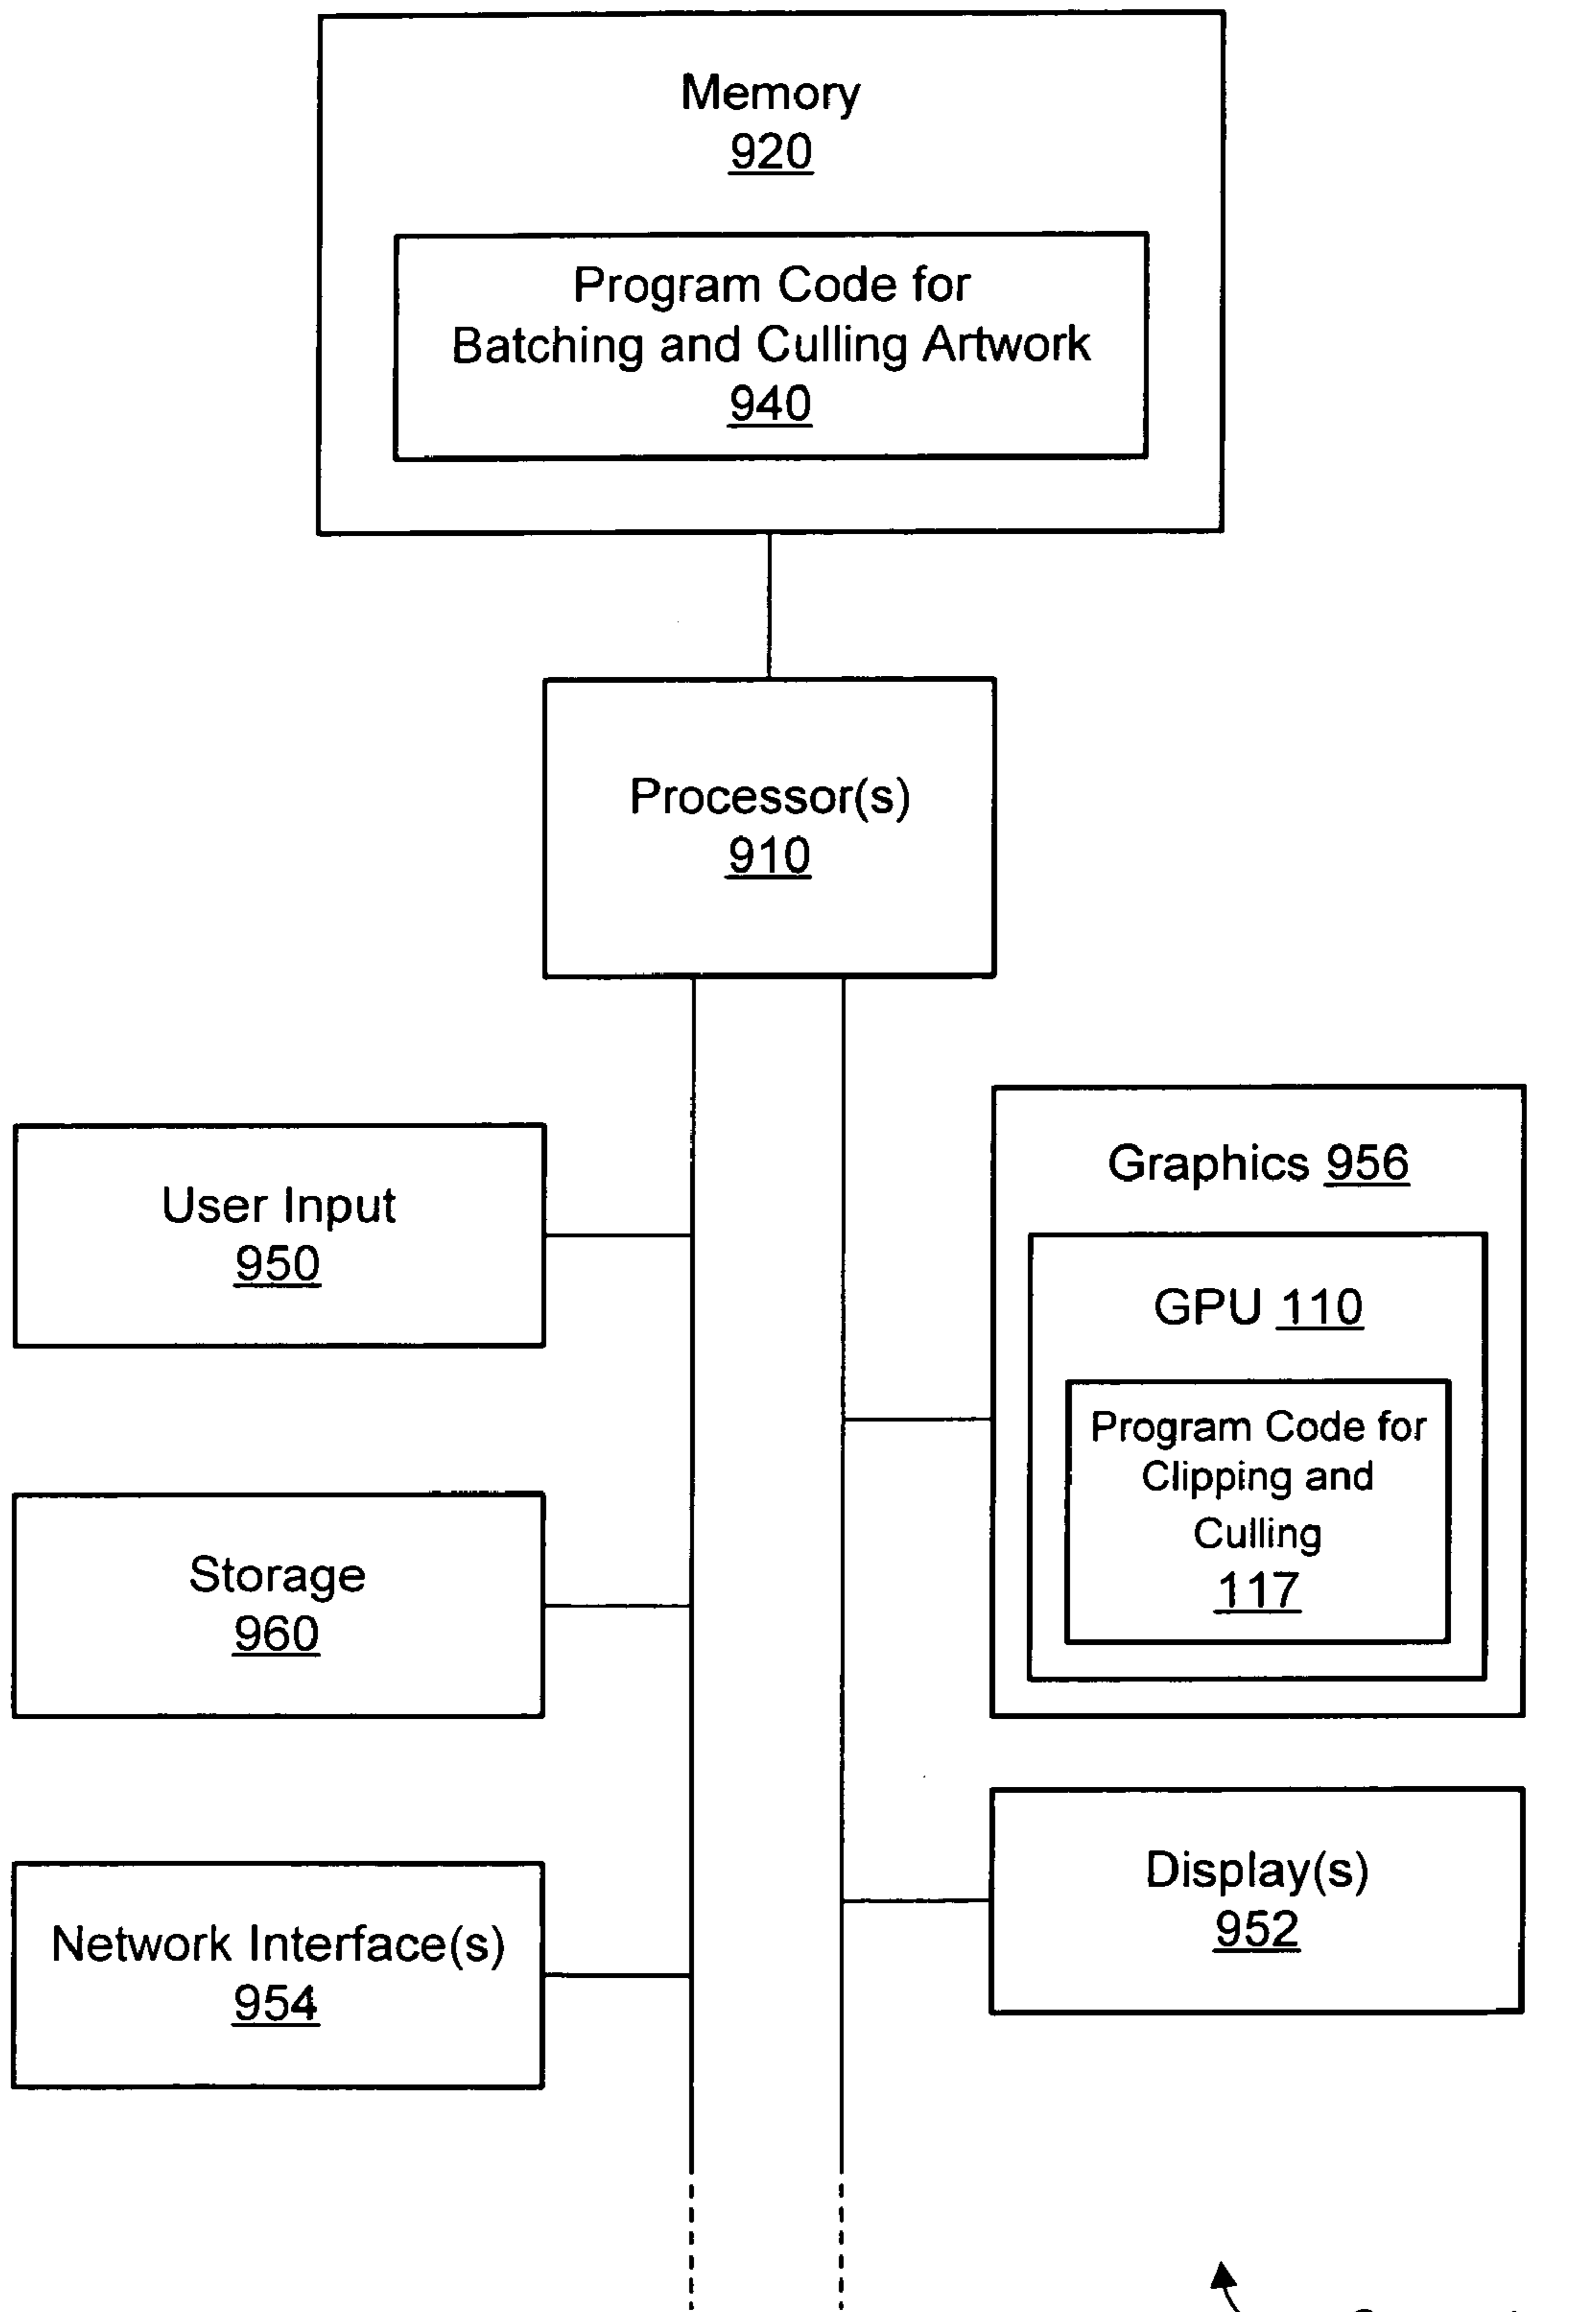 Memory
920
Program Code for
Batching and Culling Artwork
940
Processor(s)
910
User Input
950
Graphics 956
GPU 110
Program Code for
Clipping and
Culling
117
Storage
960
Display(s)
952
Network Interface(s)
954